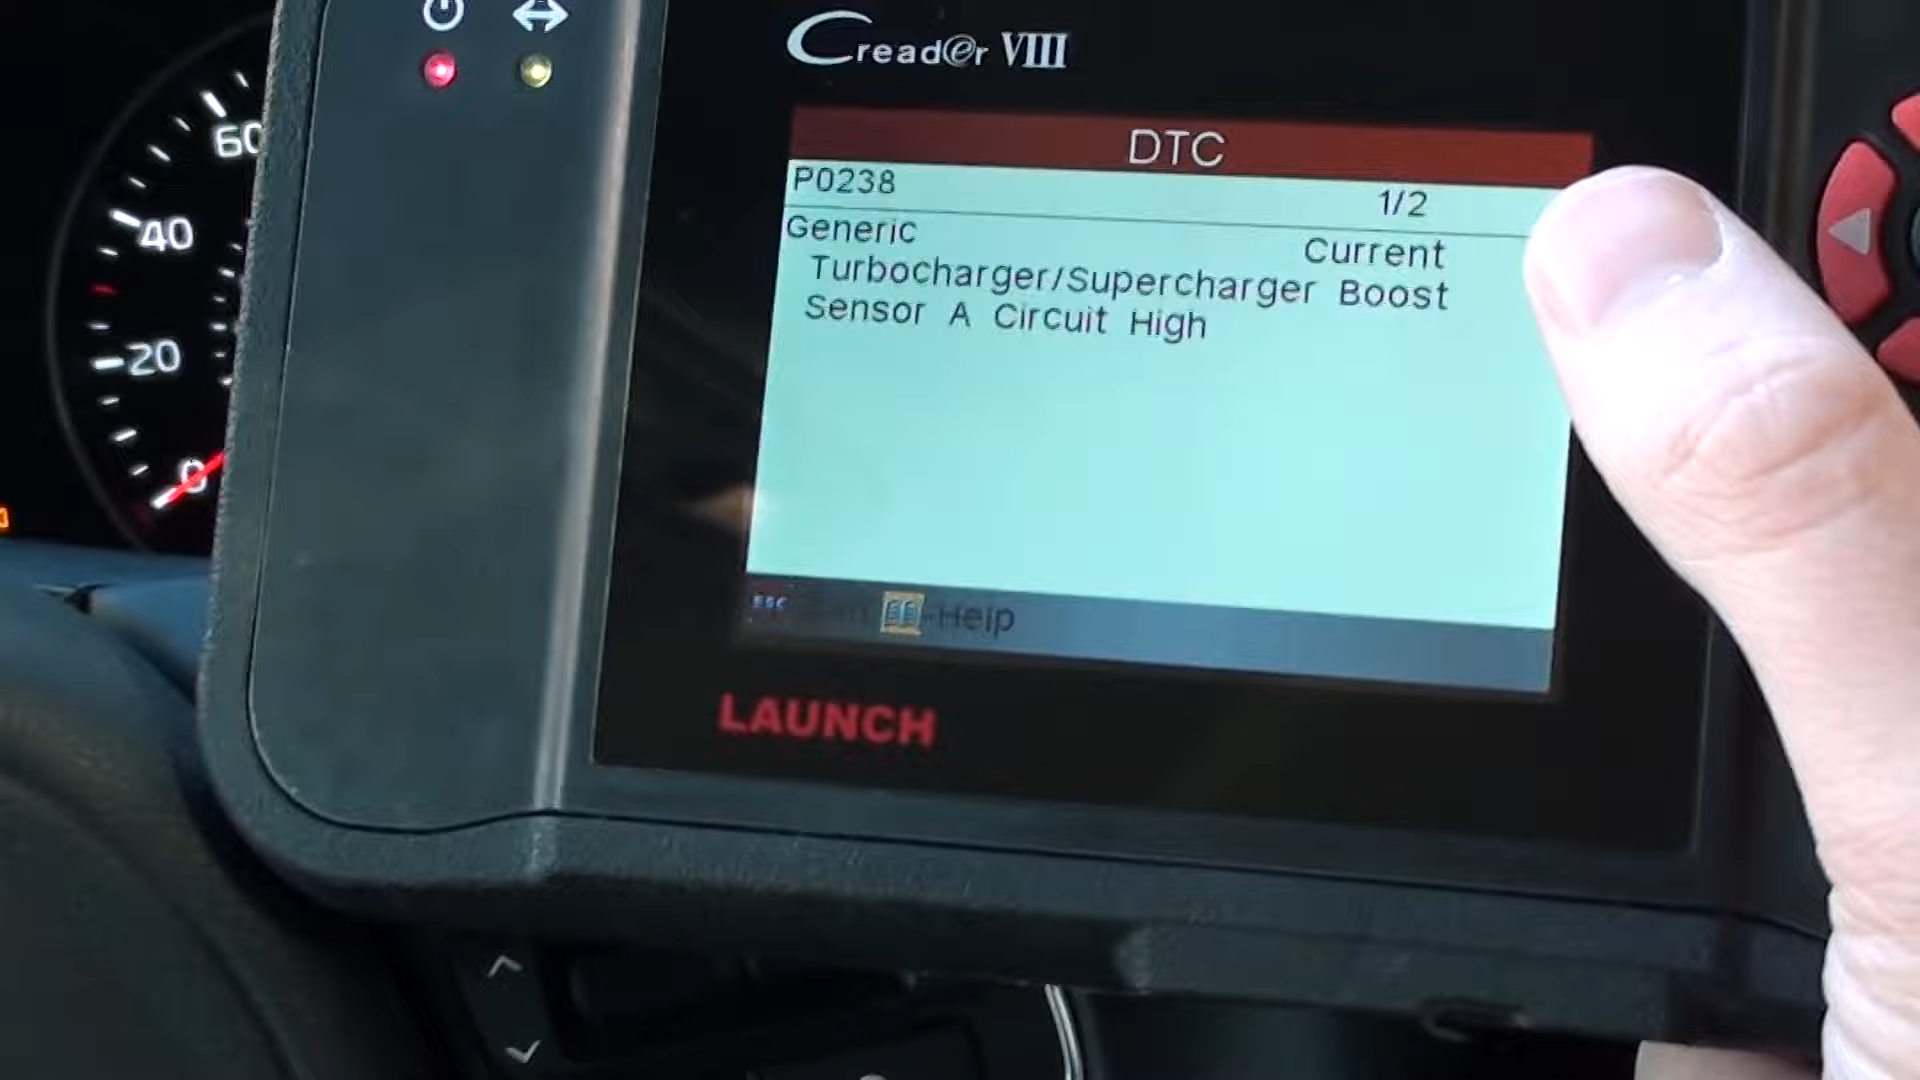 Creader VIII
60
40
20
0
DTC
P0238 1/2
Generic Current
Turbocharger/Supercharger Boost
Sensor A Circuit High
ESC -Help
LAUNCH